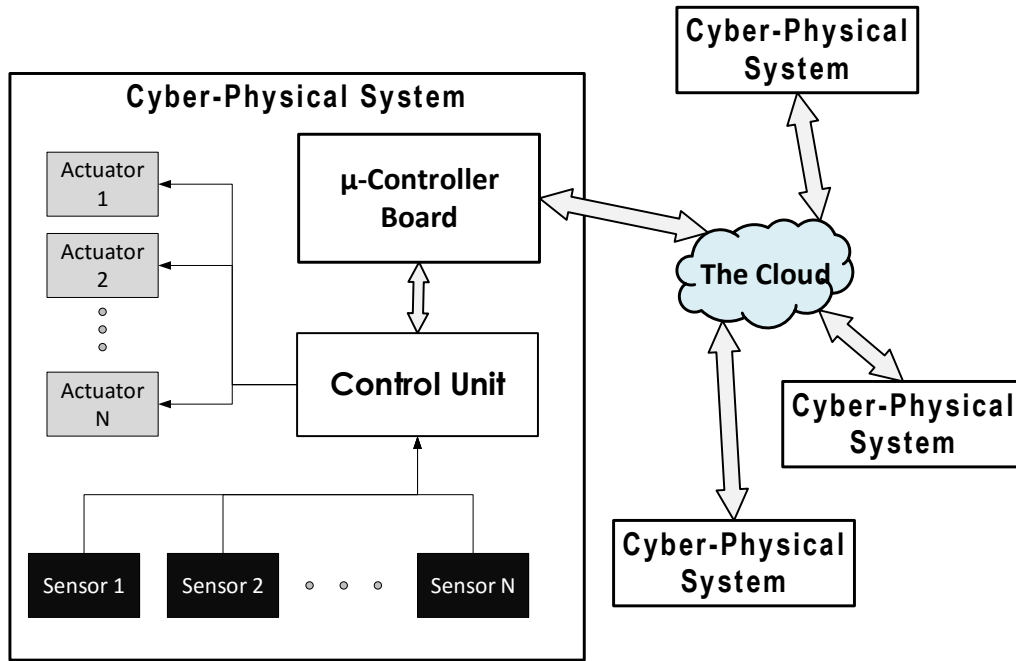 Cyber-Physical
System
Cyber-Physical System
Actuator
1
μ-Controller
Board
Actuator
2
The Cloud
Actuator
N
Control Unit
Cyber-Physical
System
Cyber-Physical
System
Sensor 1
Sensor 2
Sensor N